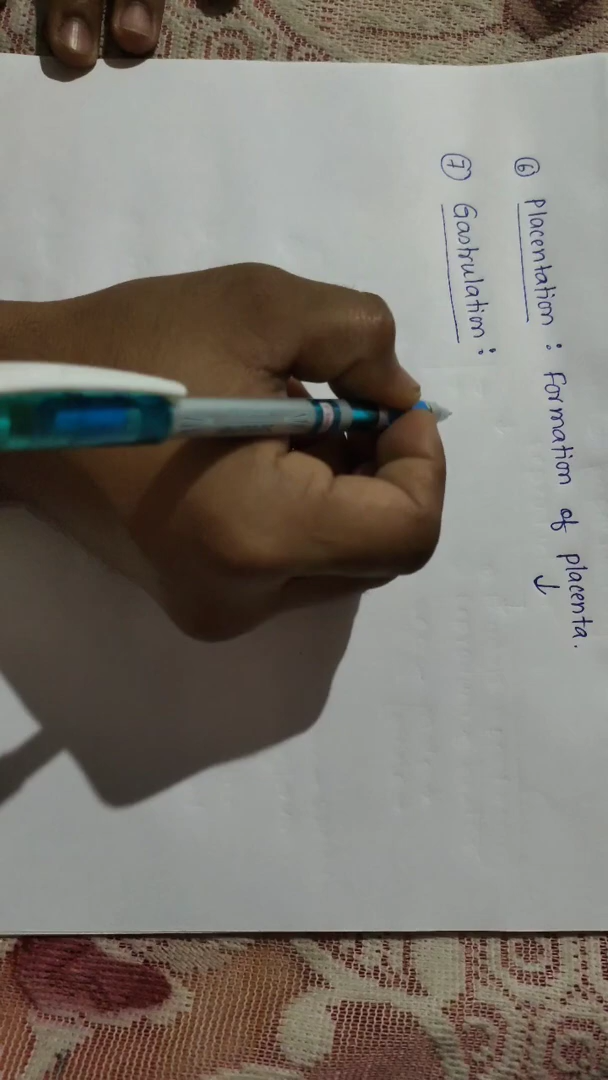 ⑥ Placentation : formation of placenta.
⑦ Gastrulation :